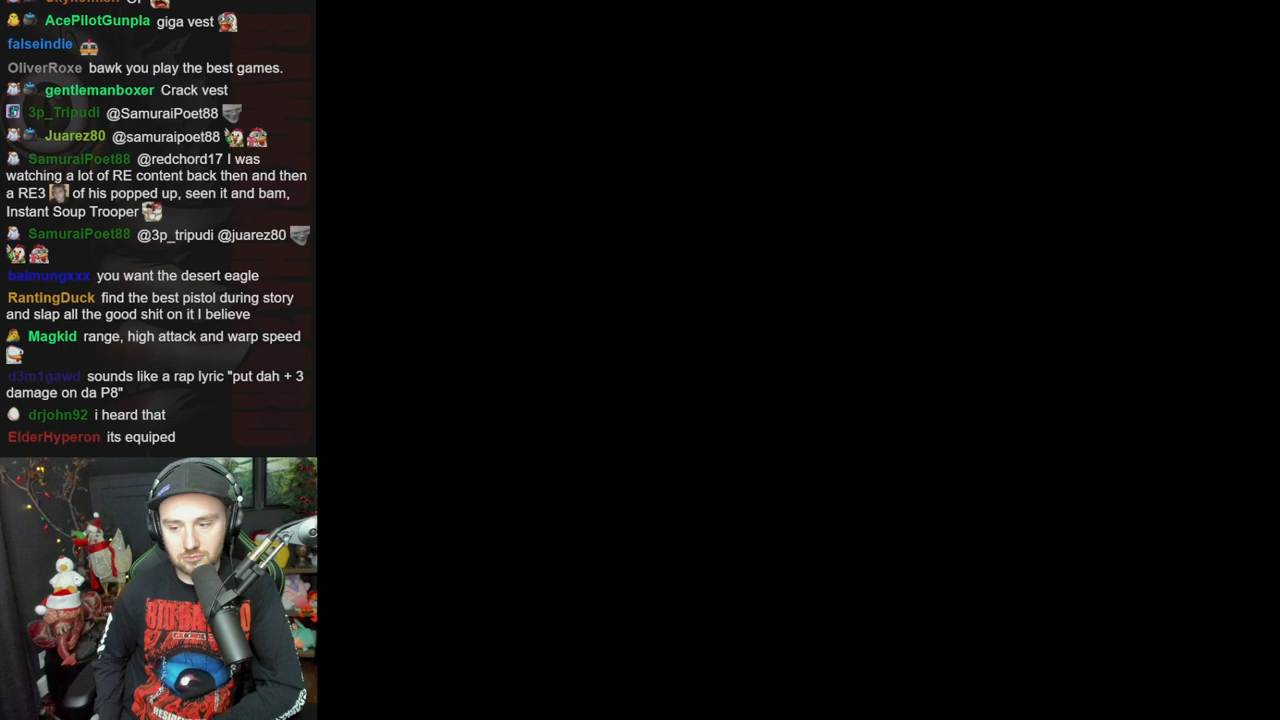 AcePilotGunpla giga vest
falseindie
OliverRoxe bawk you play the best games.
gentlemanboxer Crack vest
3p_Tripudi @SamuraiPoet88
Juarez80 @samuraipoet88
SamuraiPoet88 @redchord17 I was
watching a lot of RE content back then and then
a RE3 of his popped up, seen it and bam,
Instant Soup Trooper
SamuraiPoet88 @3p_tripudi @juarez80
balmungxxx you want the desert eagle
RantingDuck find the best pistol during story
and slap all the good shit on it I believe
Magkid range, high attack and warp speed
d3m1gawd sounds like a rap lyric "put dah + 3
damage on da P8"
drjohn92 i heard that
ElderHyperon its equiped